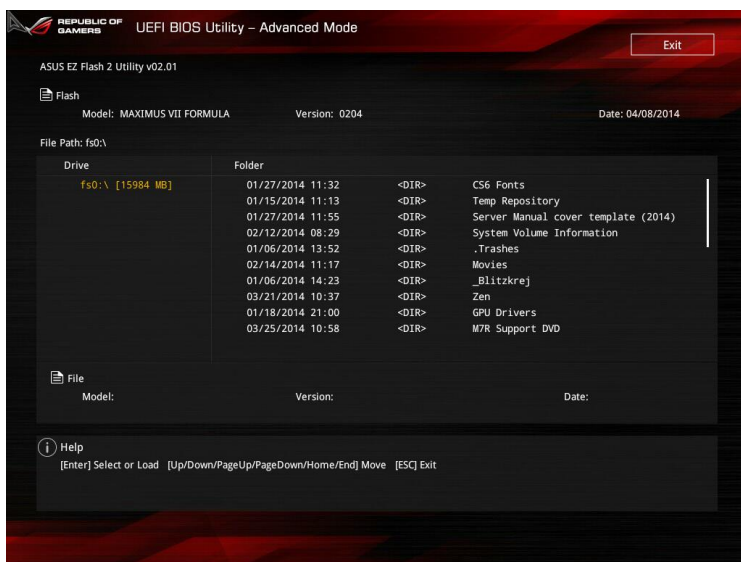 REPUBLIC OF
GAMERS
UEFI BIOS Utility – Advanced Mode
Exit
ASUS EZ Flash 2 Utility v02.01
Flash
Model: MAXIMUS VII FORMULA Version: 0204 Date: 04/08/2014
File Path: fs0:\
Drive Folder
fs0:\ [15984 MB] 01/27/2014 11:32 <DIR> CS6 Fonts
01/15/2014 11:13 <DIR> Temp Repository
01/27/2014 11:55 <DIR> Server Manual cover template (2014)
02/12/2014 08:29 <DIR> System Volume Information
01/06/2014 13:52 <DIR> .Trashes
02/14/2014 11:17 <DIR> Movies
01/06/2014 14:23 <DIR> _Blitzkrej
03/21/2014 10:37 <DIR> Zen
01/18/2014 21:00 <DIR> GPU Drivers
03/25/2014 10:58 <DIR> M7R Support DVD
File
Model: Version: Date:
Help
[Enter] Select or Load [Up/Down/PageUp/PageDown/Home/End] Move [ESC] Exit